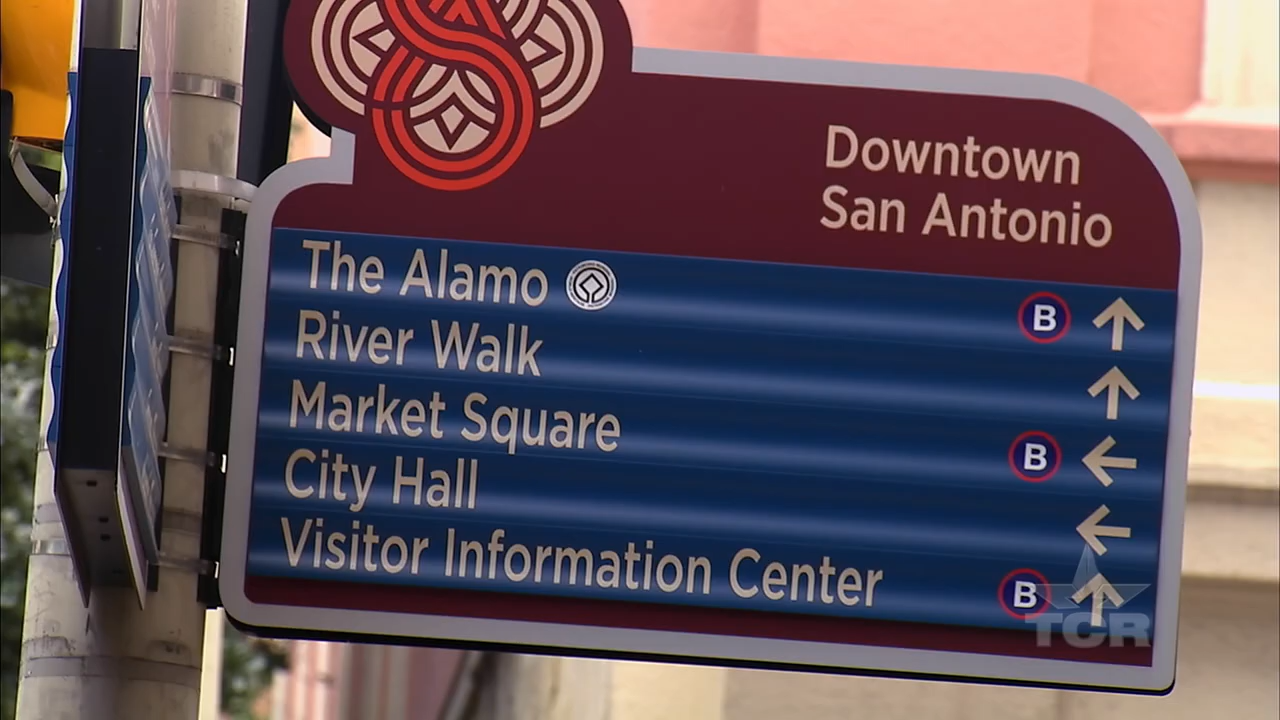 Downtown
San Antonio
The Alamo B ↑
River Walk ↑
Market Square B ←
City Hall ←
Visitor Information Center B ↑
TCR